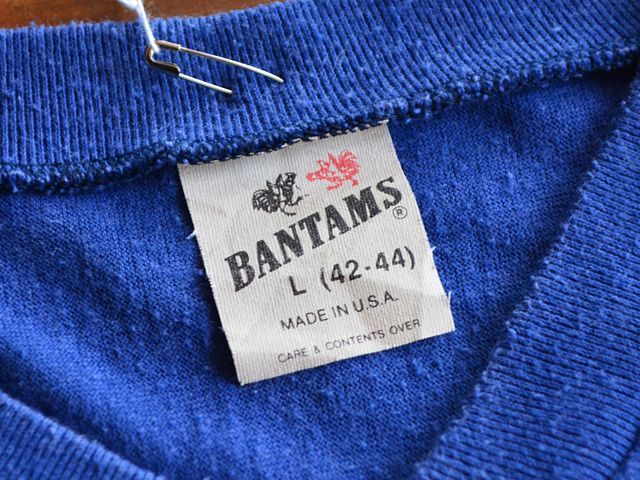 BANTAMS®
L (42-44)
MADE IN U.S.A.
CARE & CONTENTS OVER